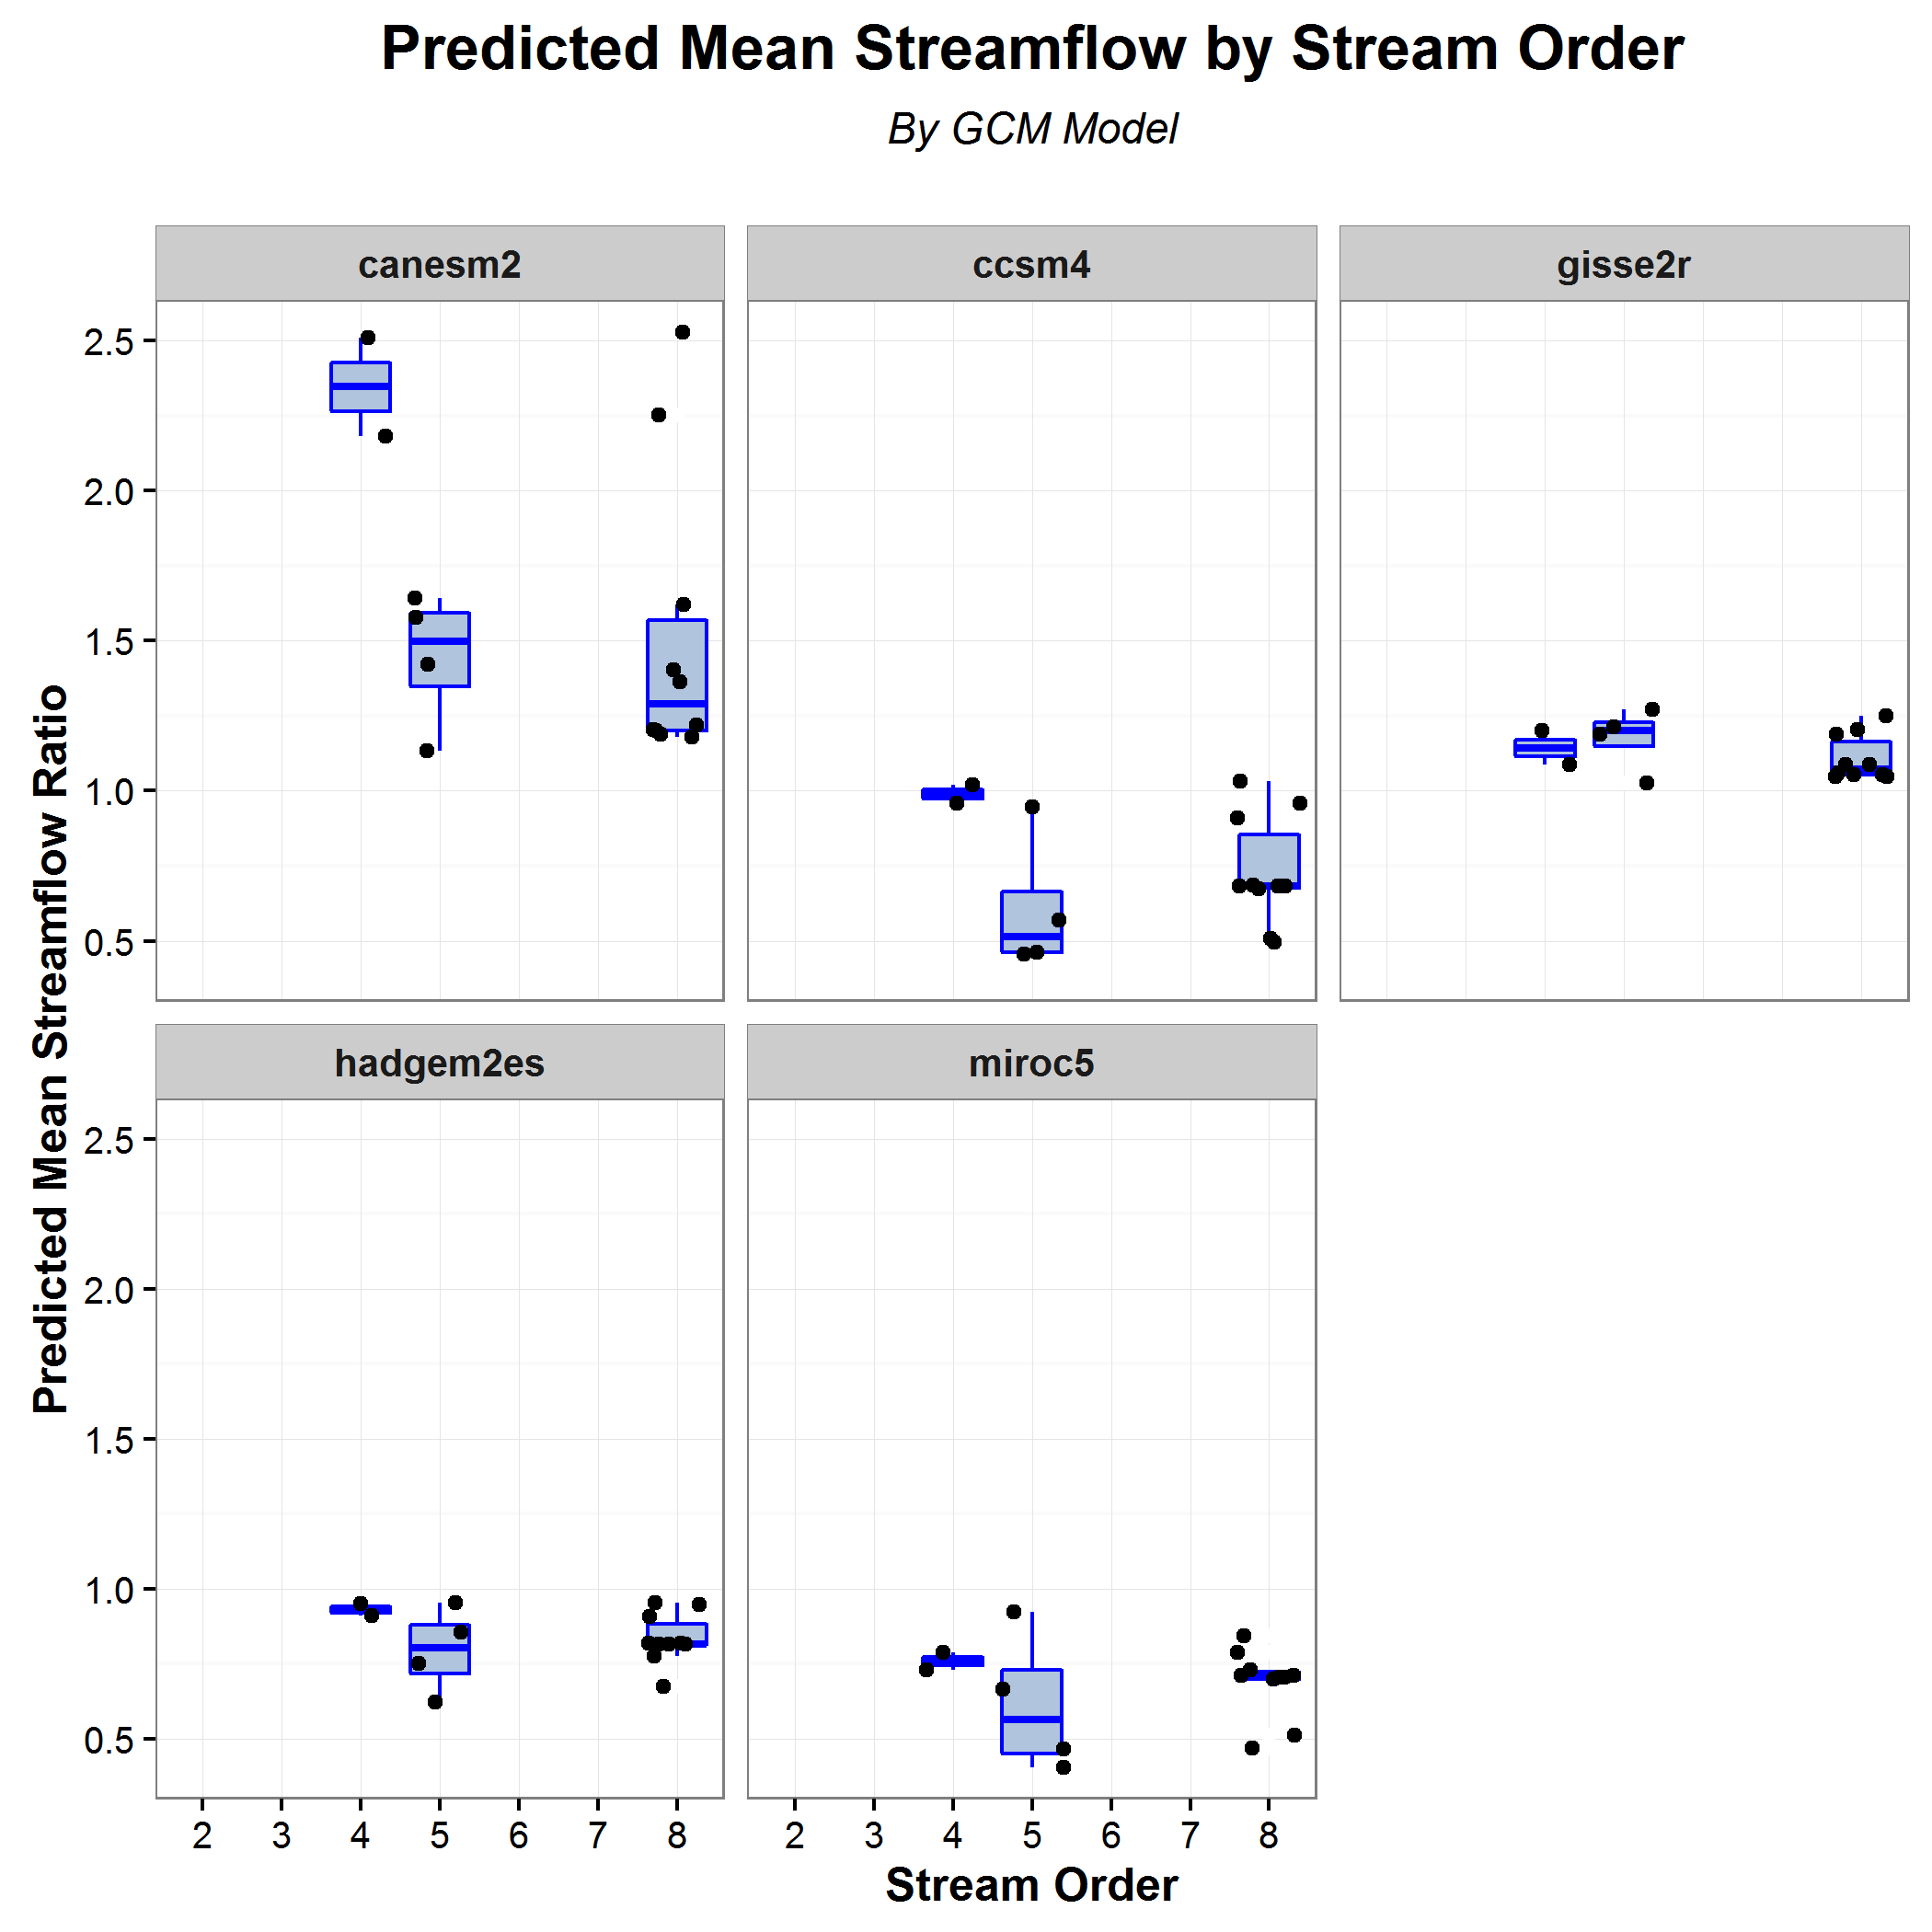 Predicted Mean Streamflow by Stream Order
By GCM Model
canesm2
ccsm4
gisse2r
2.5
2.0
1.5
1.0
0.5
Predicted Mean Streamflow Ratio
hadgem2es
miroc5
2.5
2.0
1.5
1.0
0.5
2 3 4 5 6 7 8
2 3 4 5 6 7 8
Stream Order